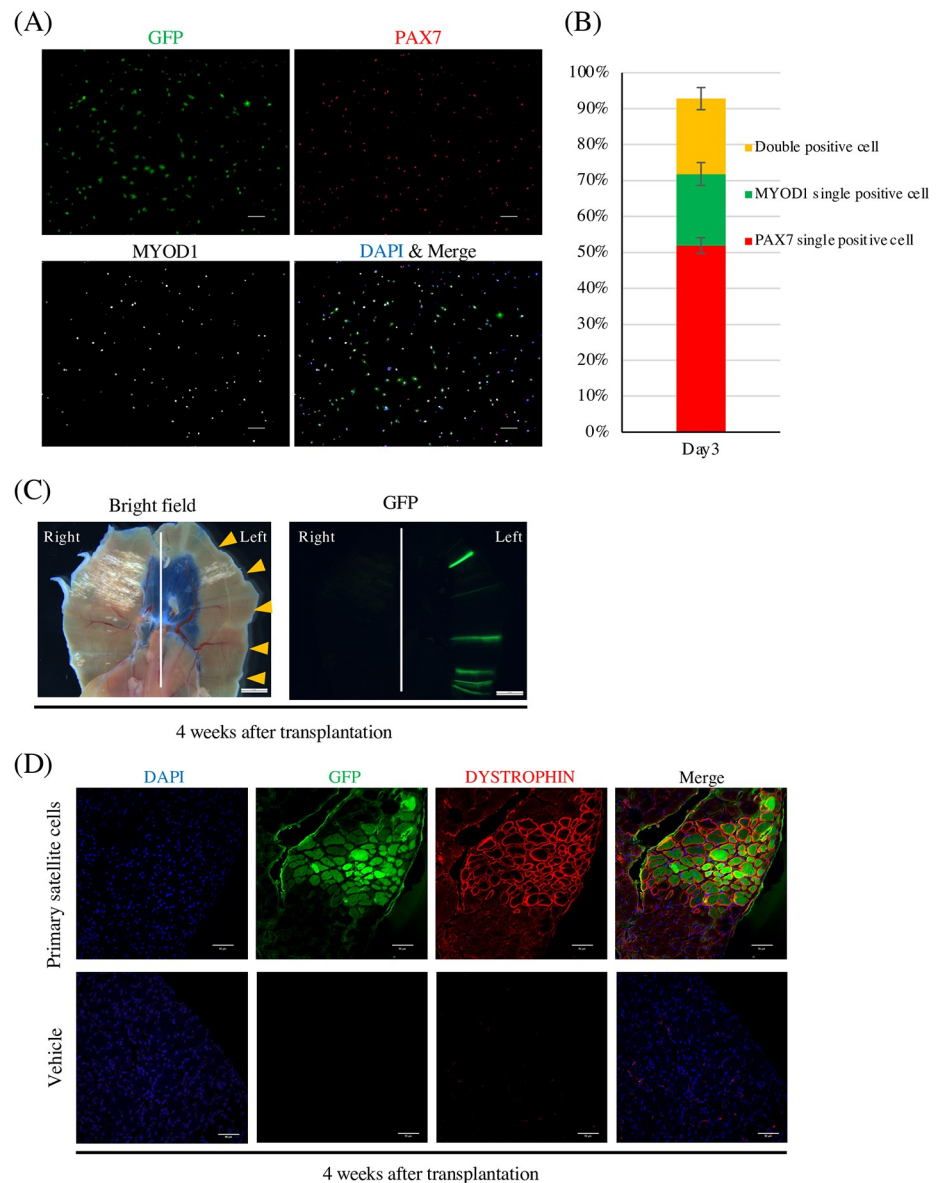 (A)
GFP
PAX7
MYOD1
DAPI & Merge
(B)
100%
90%
80%
70%
60%
50%
40%
30%
20%
10%
0%
Day3
Double positive cell
MYOD1 single positive cell
PAX7 single positive cell
(C)
Bright field
GFP
Right
Left
Right
Left
4 weeks after transplantation
(D)
DAPI
GFP
DYSTROPHIN
Merge
Primary satellite cells
Vehicle
4 weeks after transplantation